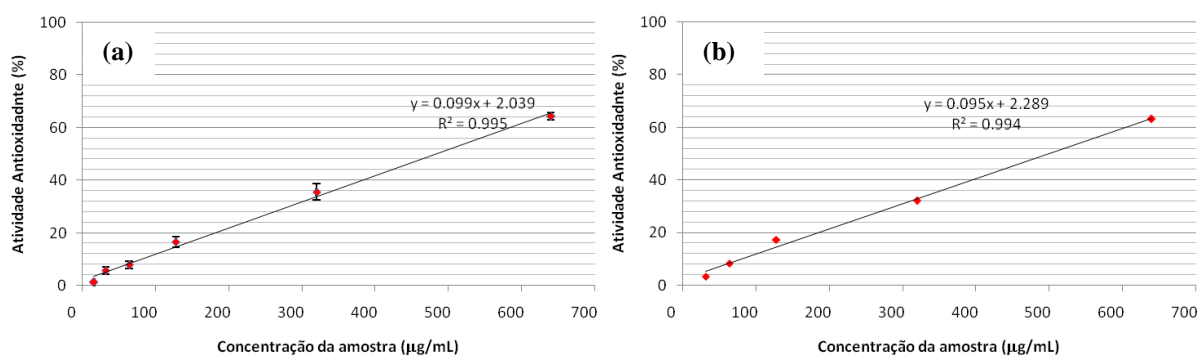 (a)
Atividade Antioxidadnte (%)
100
80
60
40
20
0
y = 0.099x + 2.039
R² = 0.995
0 100 200 300 400 500 600 700
Concentração da amostra (µg/mL)
(b)
Atividade Antioxidadnte (%)
100
80
60
40
20
0
y = 0.095x + 2.289
R² = 0.994
0 100 200 300 400 500 600 700
Concentração da amostra (µg/mL)